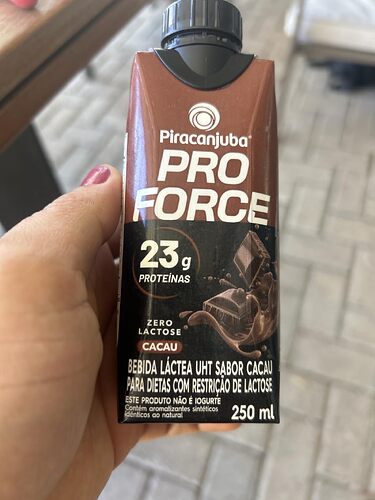 Piracanjuba
PRO
FORCE
23g
PROTEÍNAS
ZERO
LACTOSE
CACAU
BEBIDA LÁCTEA UHT SABOR CACAU
PARA DIETAS COM RESTRIÇÃO DE LACTOSE
ESTE PRODUTO NÃO É IOGURTE
Contém aromatizantes sintéticos
idênticos ao natural
250 ml